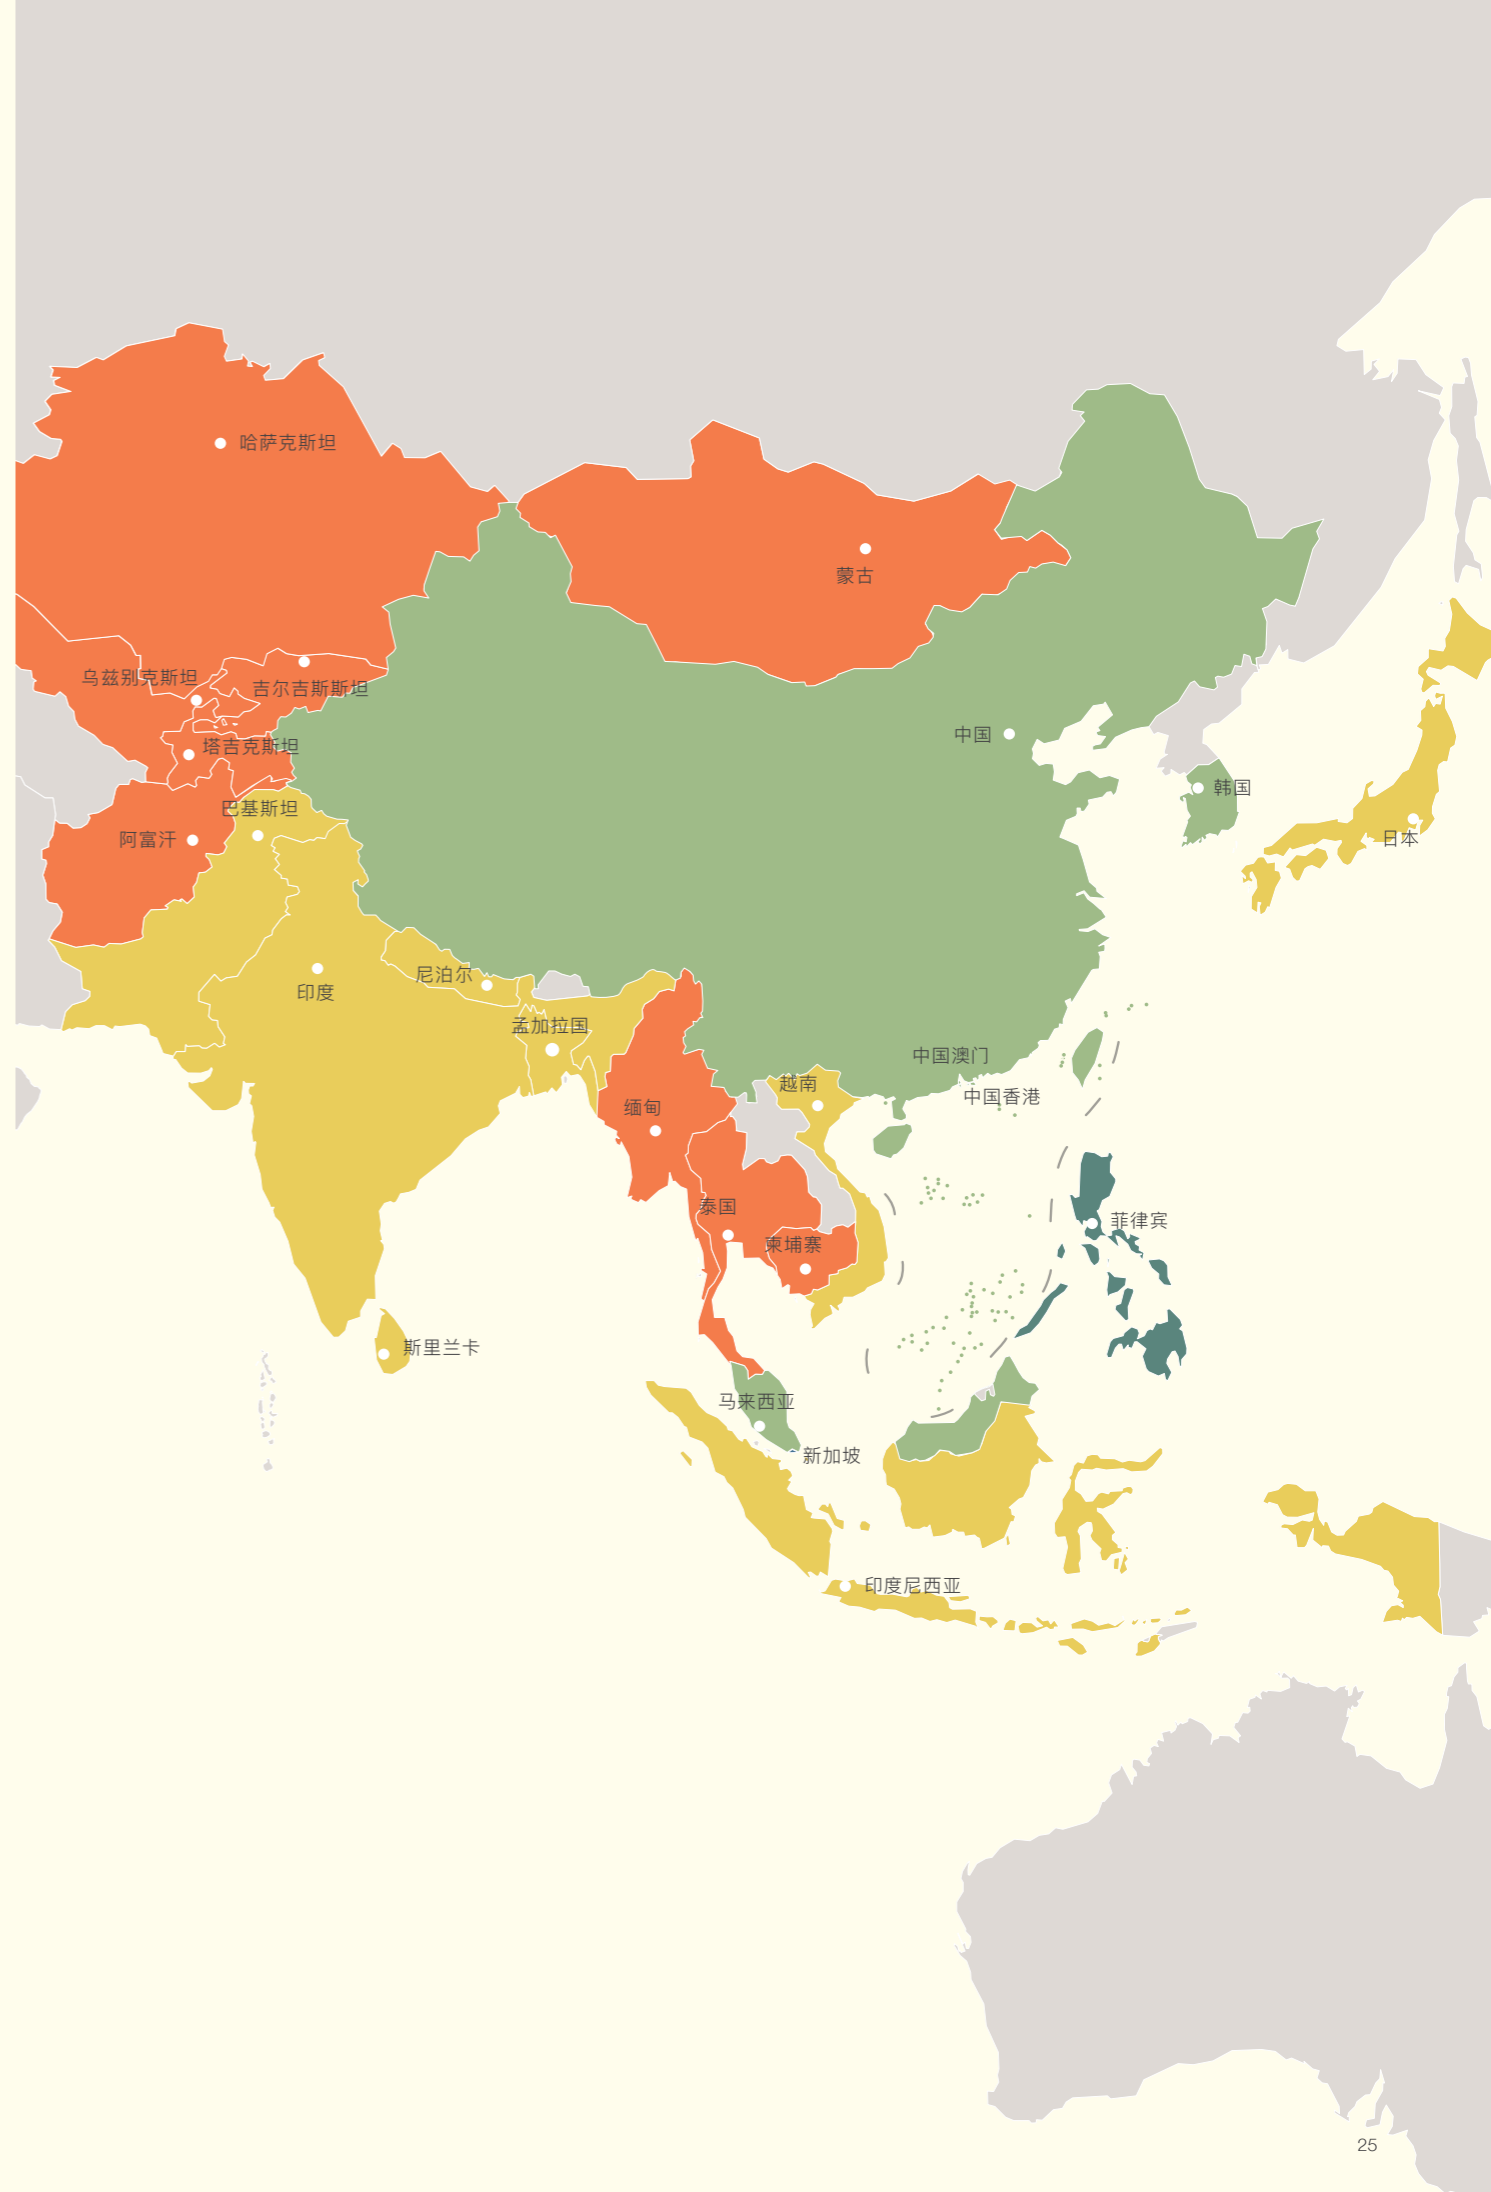 哈萨克斯坦
蒙古
乌兹别克斯坦
吉尔吉斯斯坦
中国
塔吉克斯坦
韩国
巴基斯坦
阿富汗
日本
尼泊尔
印度
孟加拉国
中国澳门
越南
中国香港
缅甸
泰国
菲律宾
柬埔寨
斯里兰卡
马来西亚
新加坡
印度尼西亚
25